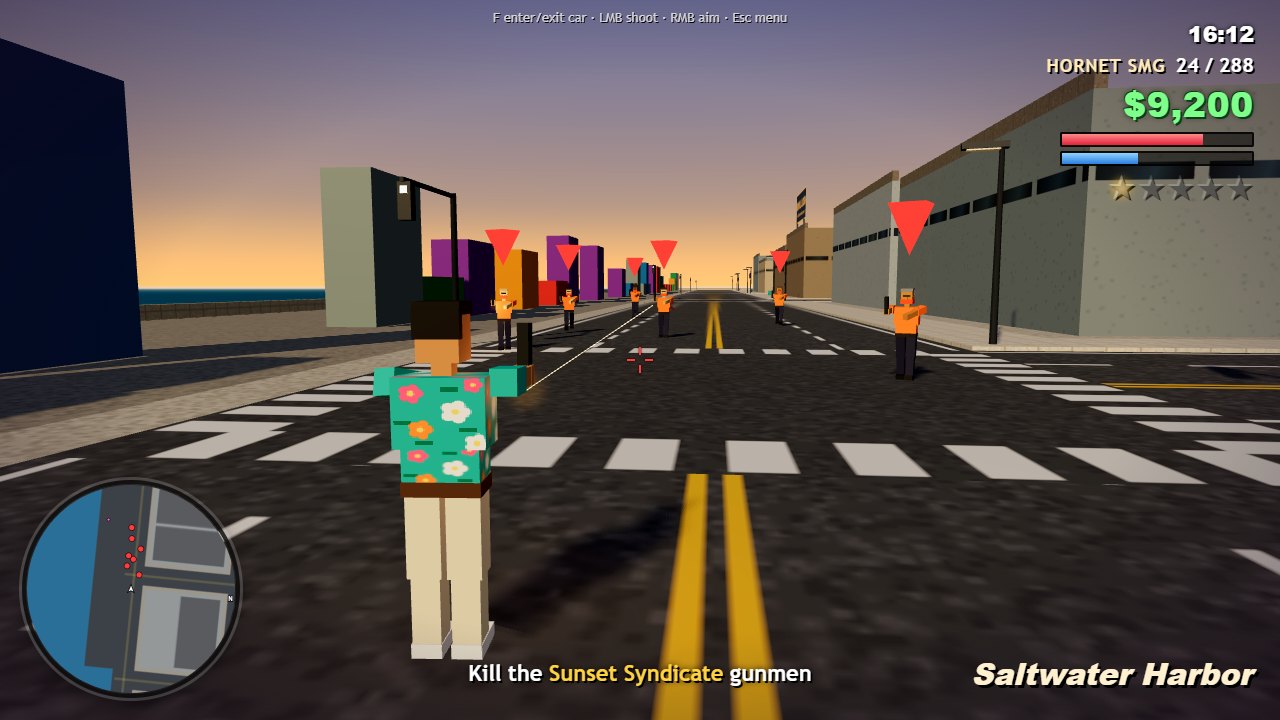 F enter/exit car · LMB shoot · RMB aim · Esc menu
16:12
HORNET SMG 24 / 288
$9,200
N
Kill the Sunset Syndicate gunmen
Saltwater Harbor